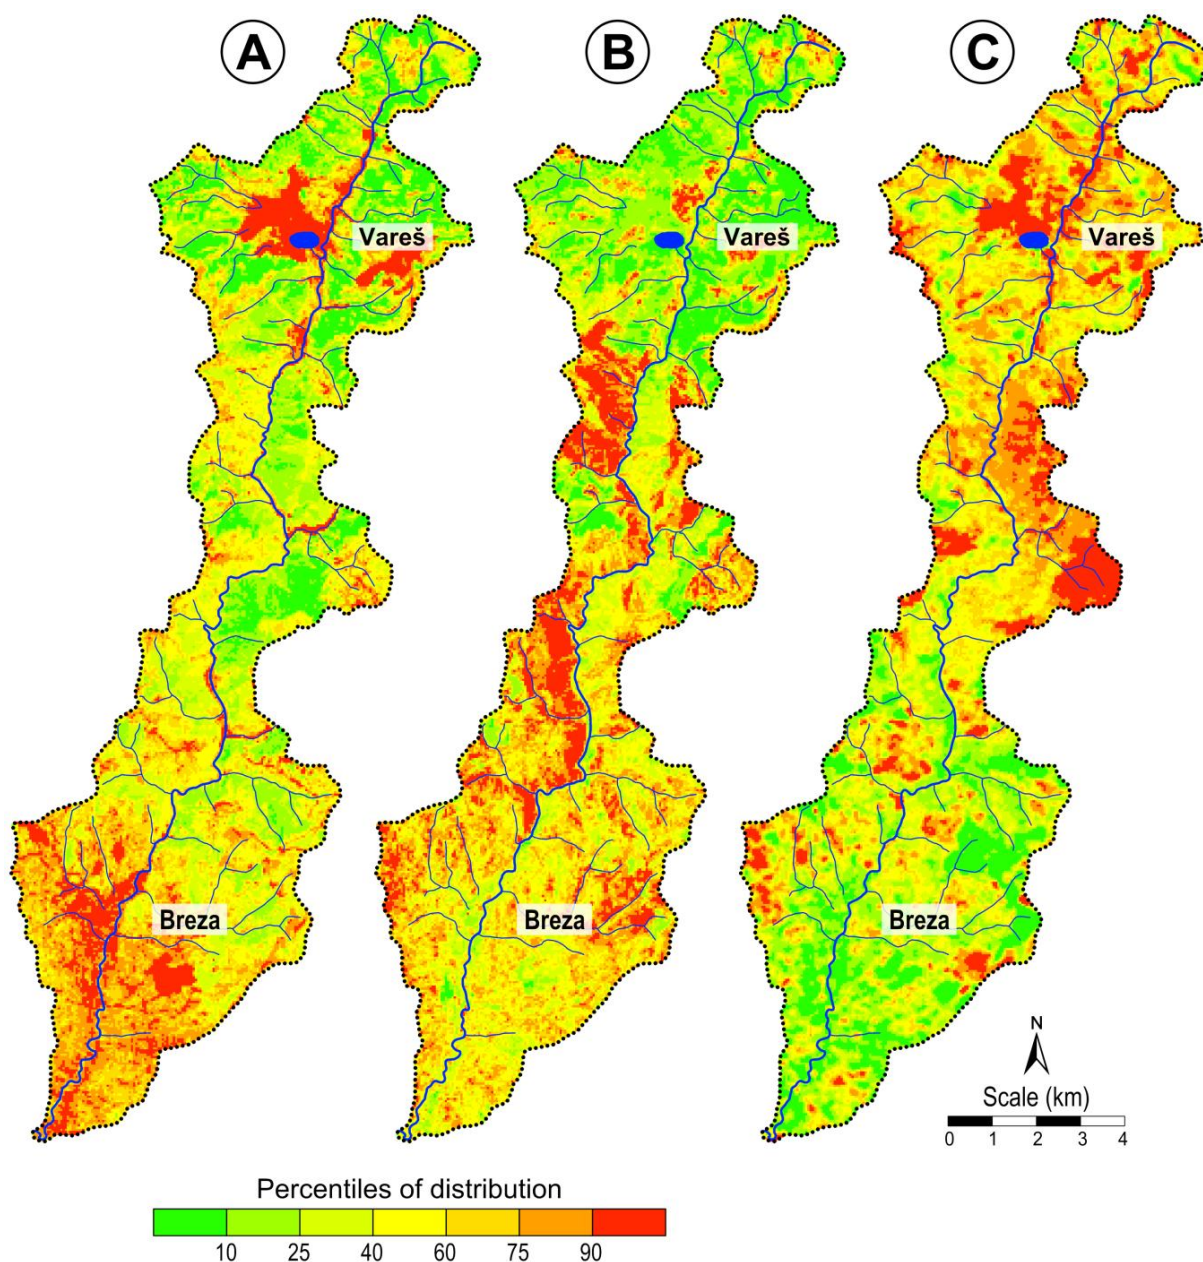 A
B
C
Vareš
Vareš
Vareš
Breza
Breza
Breza
N
Scale (km)
0 1 2 3 4
Percentiles of distribution
10 25 40 60 75 90